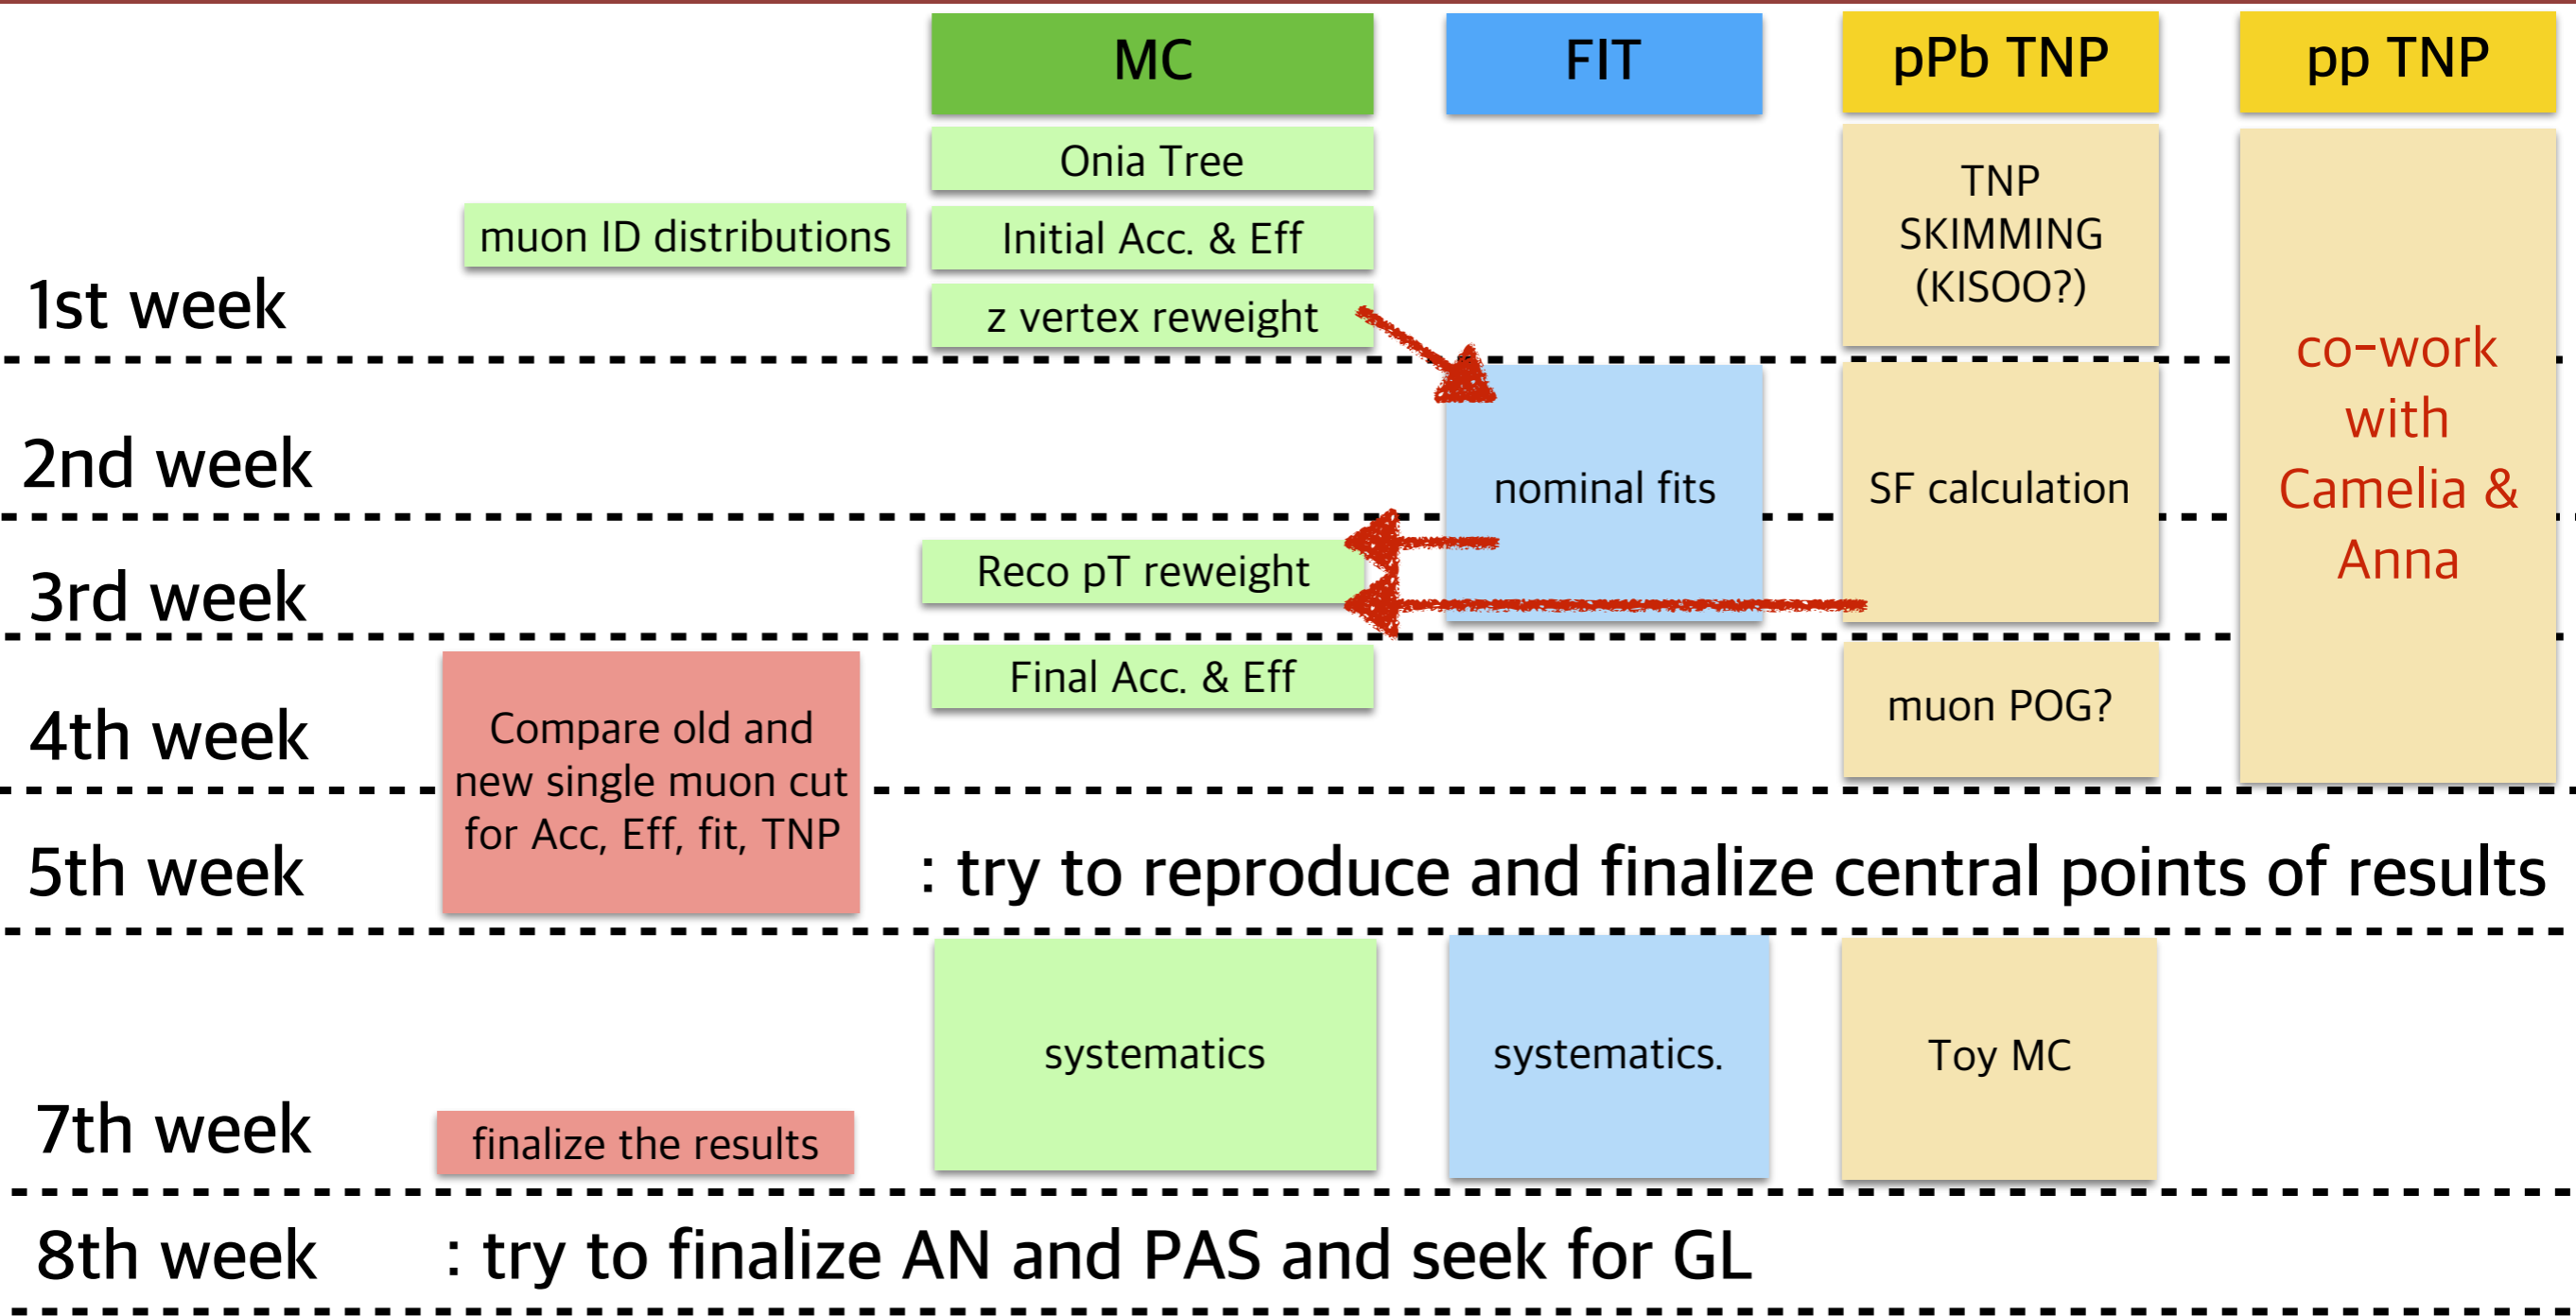 MC
FIT
pPb TNP
pp TNP
Onia Tree
muon ID distributions
Initial Acc. & Eff
z vertex reweight
TNP
SKIMMING
(KISOO?)
1st week
co-work
with
Camelia &
Anna
2nd week
nominal fits
SF calculation
3rd week
Reco pT reweight
4th week
Compare old and
new single muon cut
for Acc, Eff, fit, TNP
Final Acc. & Eff
muon POG?
5th week
: try to reproduce and finalize central points of results
systematics
systematics.
Toy MC
7th week
finalize the results
8th week
: try to finalize AN and PAS and seek for GL